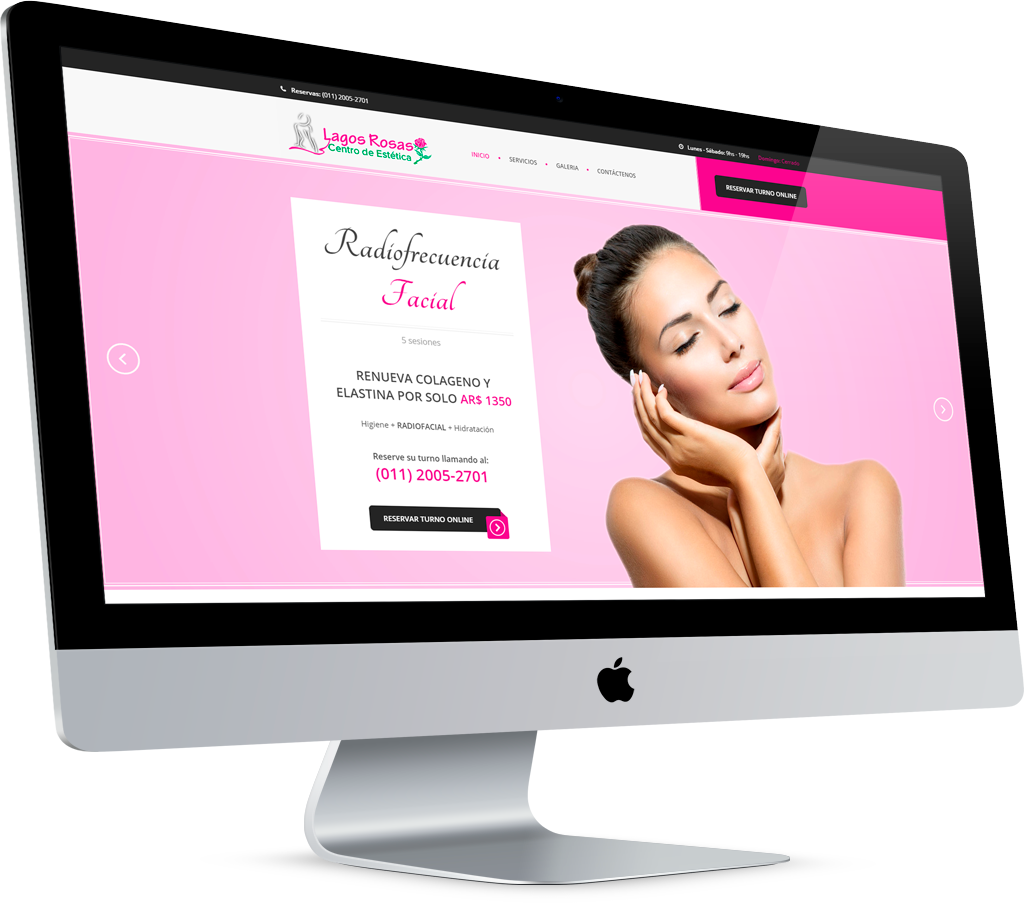 Reservas: (011) 2005-2701
Lunes - Sábado: 9hs - 19hs Domingo Cerrado
Lagos Rosas
Centro de Estética
INICIO • SERVICIOS • GALERIA • CONTÁCTENOS
RESERVAR TURNO ONLINE
Radiofrecuencia
Facial
5 sesiones
RENUEVA COLAGENO Y
ELASTINA POR SOLO AR$ 1350
Higiene + RADIOFACIAL + Hidratación
Reserve su turno llamando al:
(011) 2005-2701
RESERVAR TURNO ONLINE